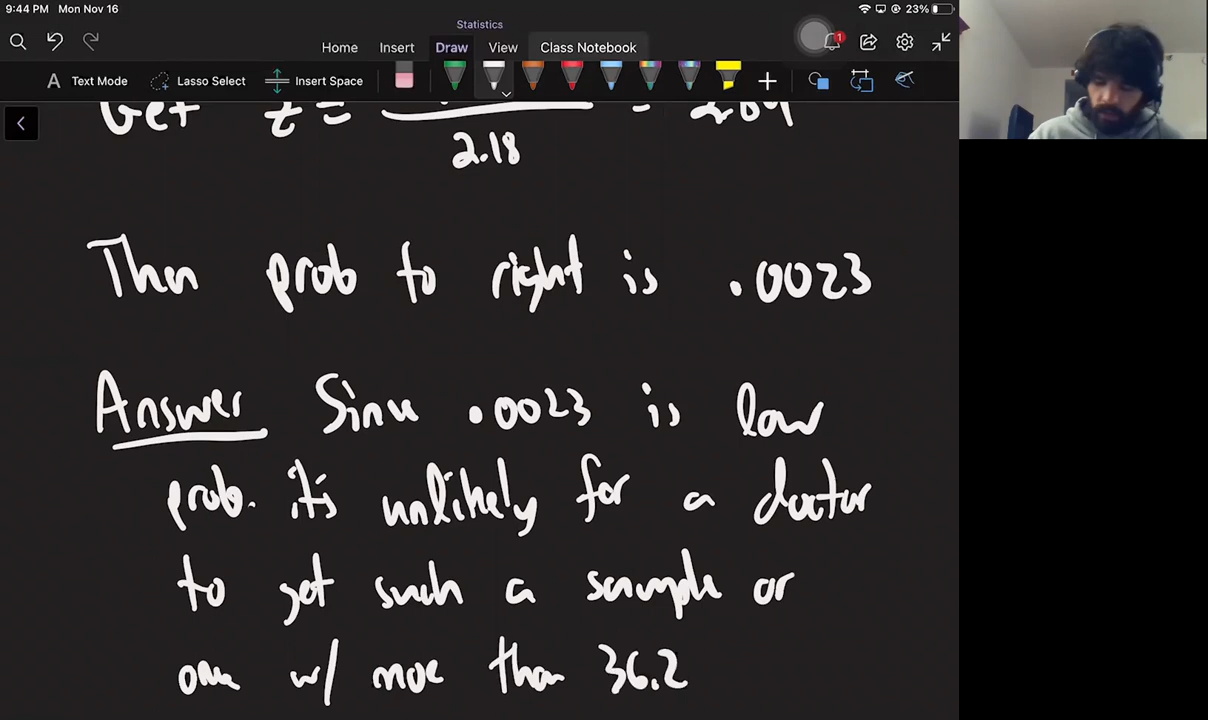 9:44 PM Mon Nov 16
23%
Statistics
Home Insert Draw View Class Notebook
1
Text Mode Lasso Select Insert Space
Get z = =
2.18
Then prob to right is .0023
Answer Since .0023 is low
prob. it's unlikely for a doctor
to get such a sample or
one w/ more than 36.2